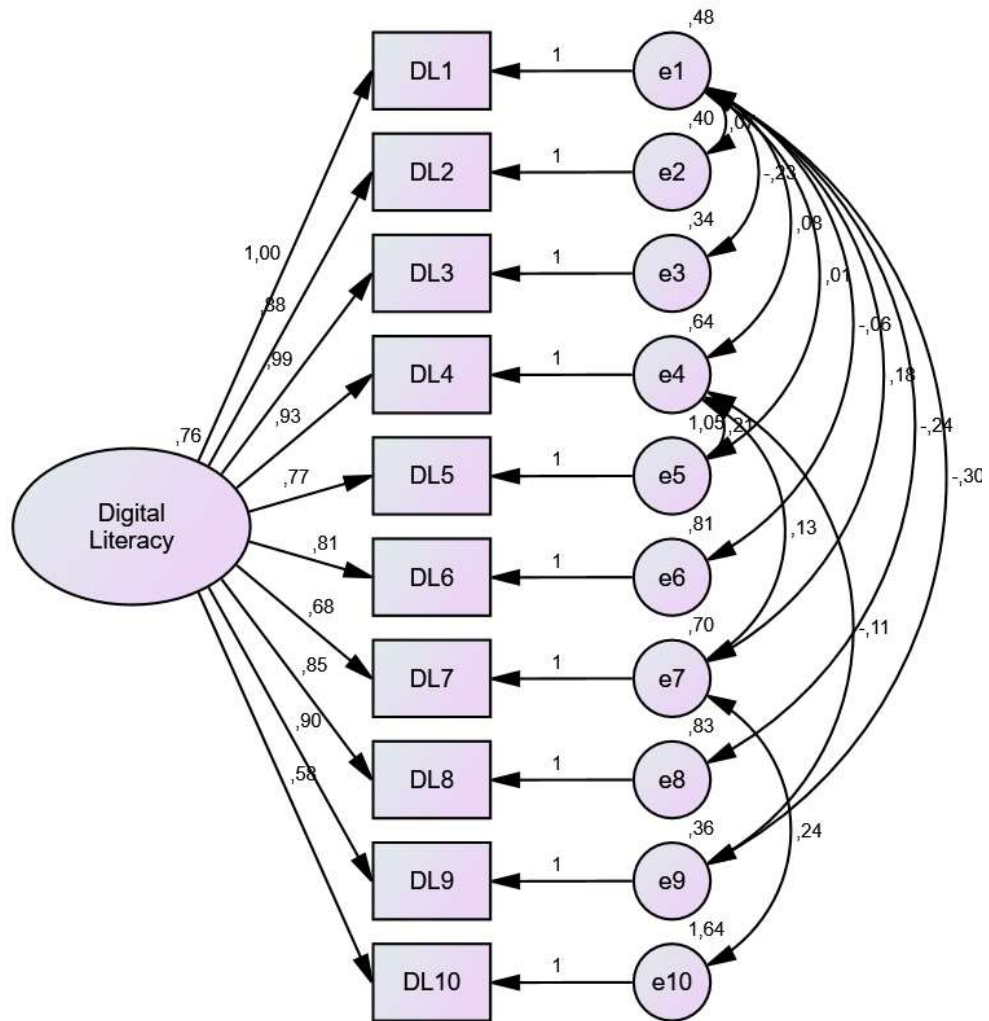 ,48
DL1
1
e1
,40
,07
DL2
1
e2
-,23
,34
,08
1,00
DL3
1
e3
,01
,88
,64
-,06
,99
DL4
1
e4
,18
,76
,93
1,05
,21
-,24
,77
DL5
1
e5
-,30
Digital
Literacy
,81
,81
,13
DL6
1
e6
,68
,70
-,11
,85
DL7
1
e7
,90
,83
,58
DL8
1
e8
,36
,24
DL9
1
e9
1,64
DL10
1
e10